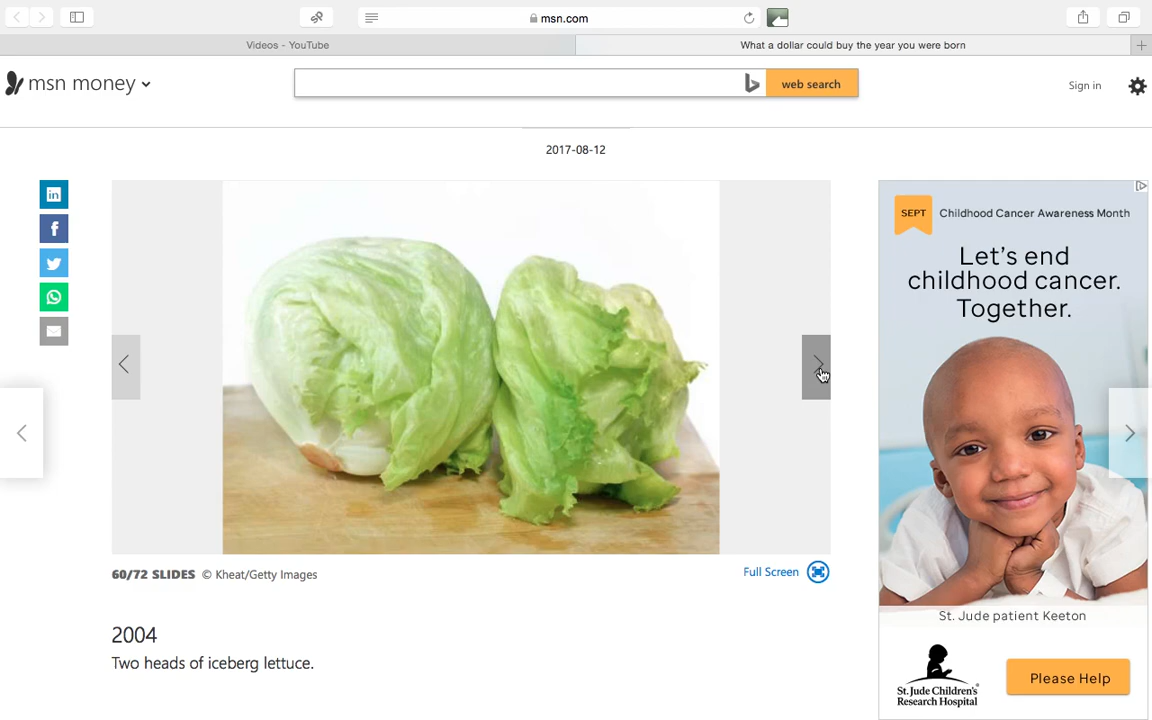 msn.com
Videos - YouTube
What a dollar could buy the year you were born
msn money
web search
Sign in
2017-08-12
in
f
SEPT
Childhood Cancer Awareness Month
Let's end
childhood cancer.
Together.
60/72 SLIDES © Kheat/Getty Images
Full Screen
St. Jude patient Keeton
2004
Two heads of iceberg lettuce.
St. Jude Children's
Research Hospital
Please Help